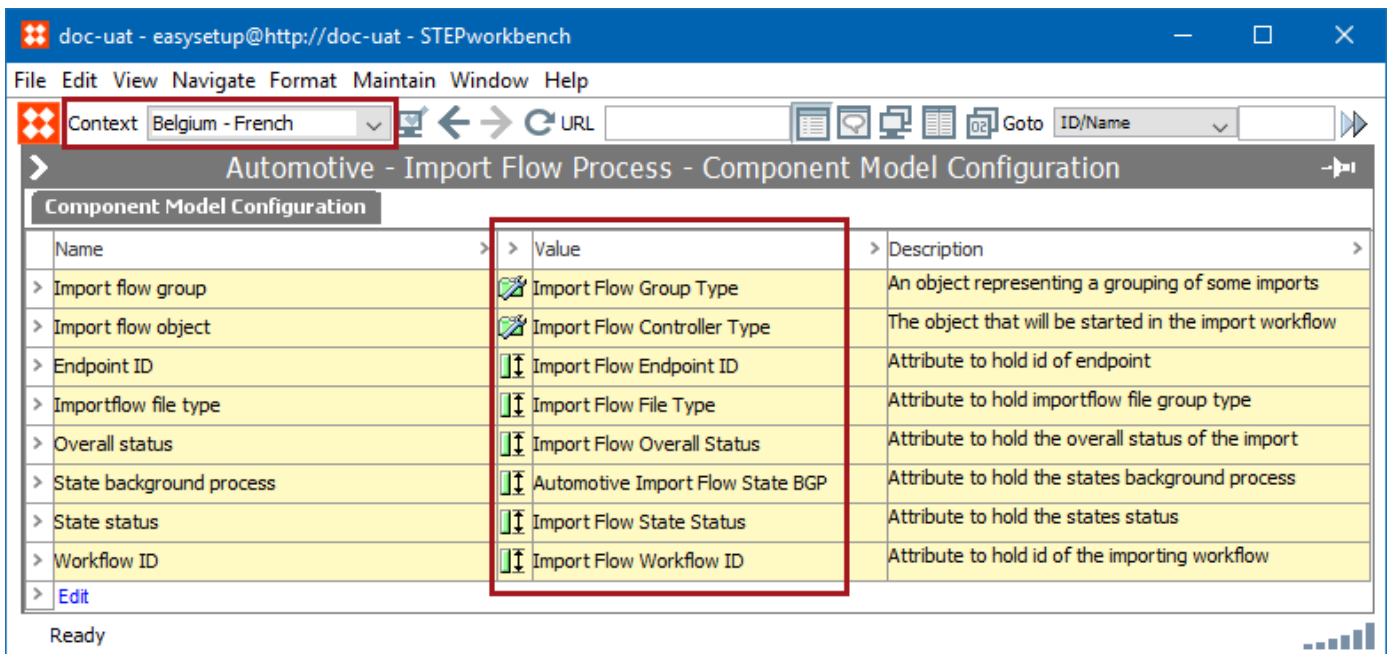 doc-uat - easysetup@http://doc-uat - STEPworkbench
File Edit View Navigate Format Maintain Window Help
Context Belgium - French URL 02 Goto ID/Name
Automotive - Import Flow Process - Component Model Configuration
Component Model Configuration
Name > > Value > Description >
> Import flow group Import Flow Group Type An object representing a grouping of some imports
> Import flow object Import Flow Controller Type The object that will be started in the import workflow
> Endpoint ID Import Flow Endpoint ID Attribute to hold id of endpoint
> Importflow file type Import Flow File Type Attribute to hold importflow file group type
> Overall status Import Flow Overall Status Attribute to hold the overall status of the import
> State background process Automotive Import Flow State BGP Attribute to hold the states background process
> State status Import Flow State Status Attribute to hold the states status
> Workflow ID Import Flow Workflow ID Attribute to hold id of the importing workflow
> Edit
Ready